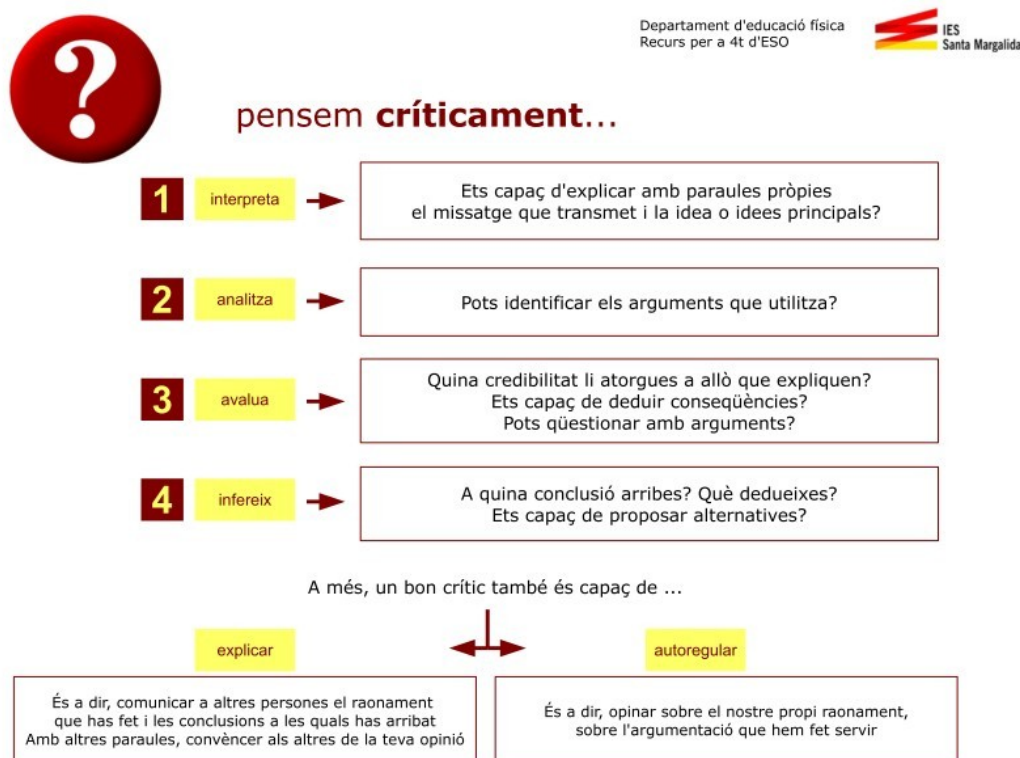 ?
Departament d'educació física
Recurs per a 4t d'ESO
IES
Santa Margalida
pensem críticament...
1
interpreta
Ets capaç d'explicar amb paraules pròpies
el missatge que transmet i la idea o idees principals?
2
analitza
Pots identificar els arguments que utilitza?
3
avalua
Quina credibilitat li atorgues a allò que expliquen?
Ets capaç de deduir conseqüències?
Pots qüestionar amb arguments?
4
infereix
A quina conclusió arribes? Què dedueixes?
Ets capaç de proposar alternatives?
A més, un bon crític també és capaç de ...
explicar
És a dir, comunicar a altres persones el raonament
que has fet i les conclusions a les quals has arribat
Amb altres paraules, convèncer als altres de la teva opinió
autoregular
És a dir, opinar sobre el nostre propi raonament,
sobre l'argumentació que hem fet servir